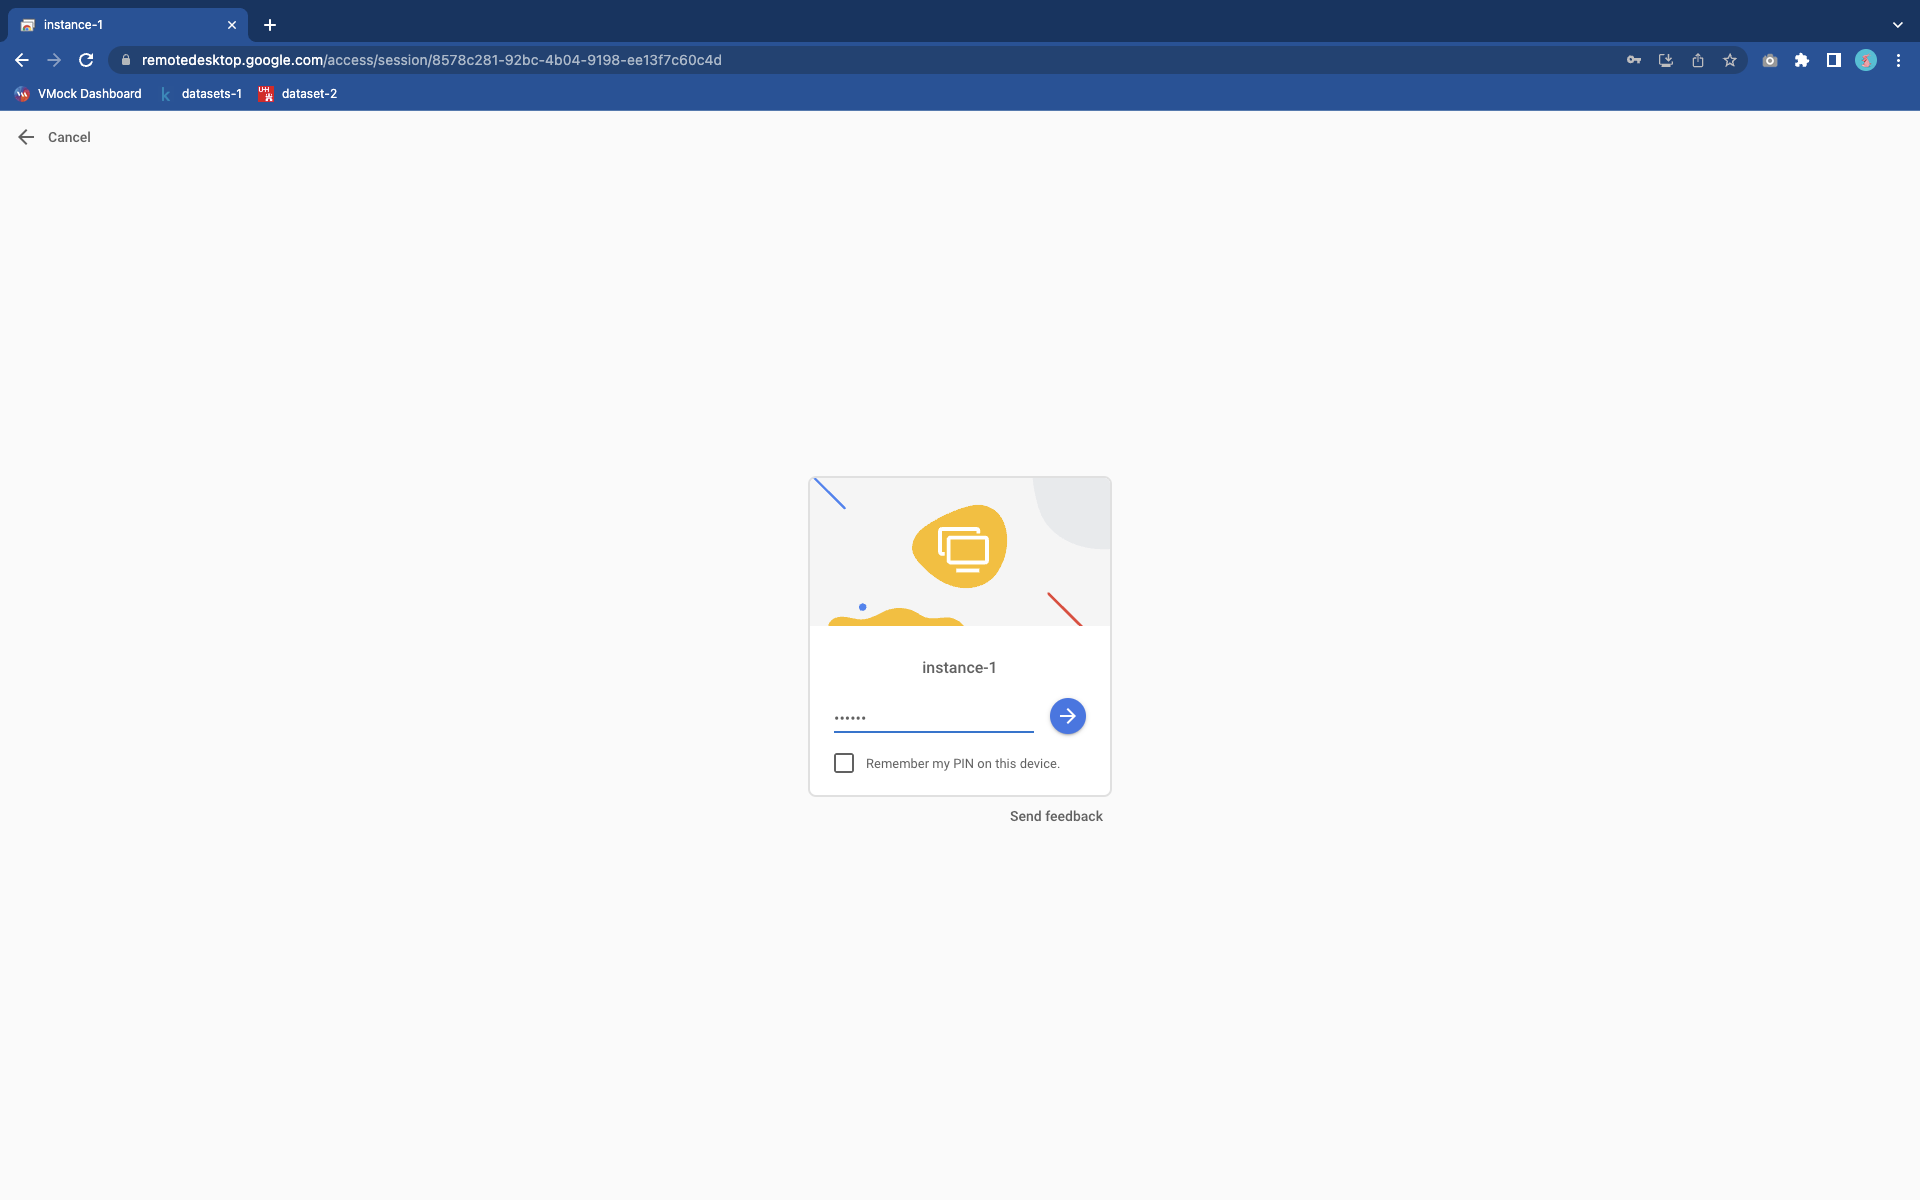 instance-1
remotedesktop.google.com/access/session/8578c281-92bc-4b04-9198-ee13f7c60c4d
VMock Dashboard
k
datasets-1
UHH
dataset-2
Cancel
instance-1
••••••
Remember my PIN on this device.
Send feedback